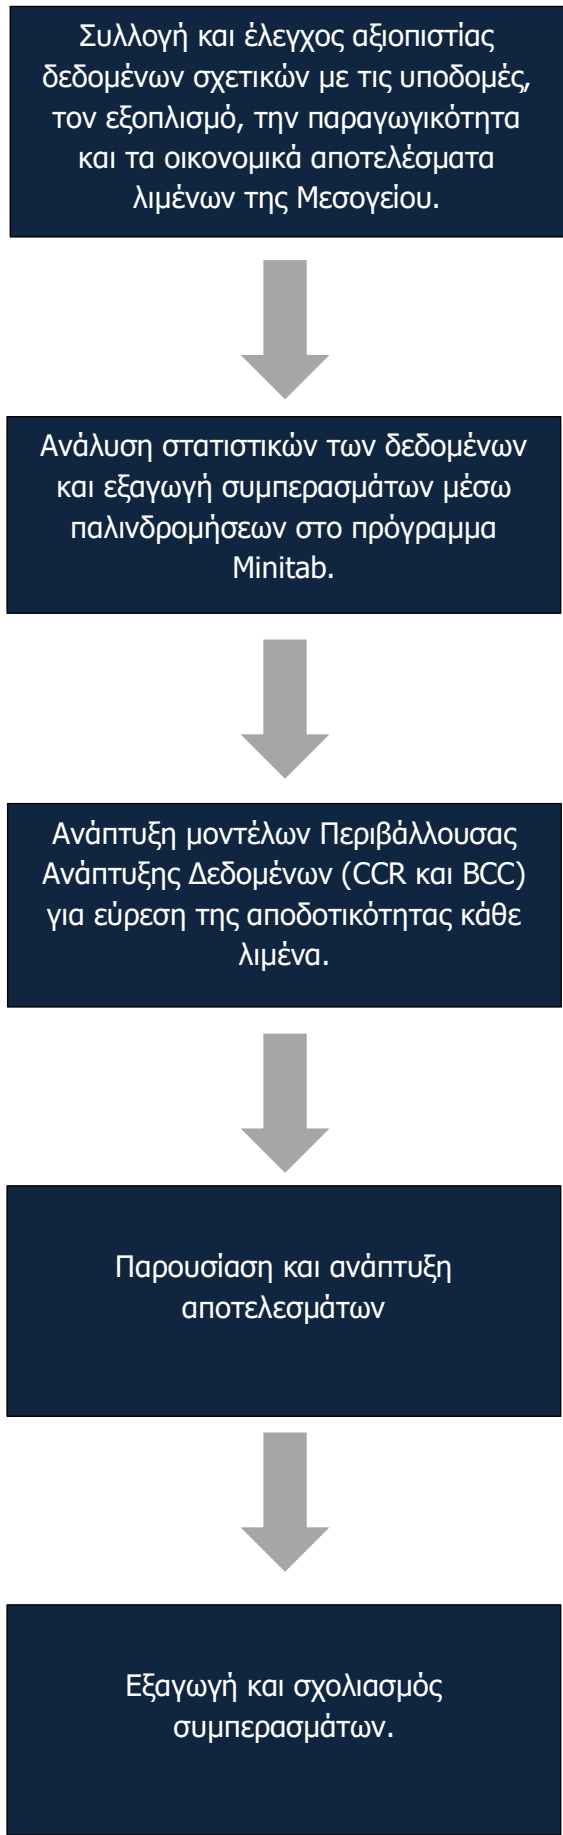 Συλλογή και έλεγχος αξιοπιστίας
δεδομένων σχετικών με τις υποδομές,
τον εξοπλισμό, την παραγωγικότητα
και τα οικονομικά αποτελέσματα
λιμένων της Μεσογείου.
Ανάλυση στατιστικών των δεδομένων
και εξαγωγή συμπερασμάτων μέσω
παλινδρομήσεων στο πρόγραμμα
Minitab.
Ανάπτυξη μοντέλων Περιβάλλουσας
Ανάπτυξης Δεδομένων (CCR και BCC)
για εύρεση της αποδοτικότητας κάθε
λιμένα.
Παρουσίαση και ανάπτυξη
αποτελεσμάτων
Εξαγωγή και σχολιασμός
συμπερασμάτων.